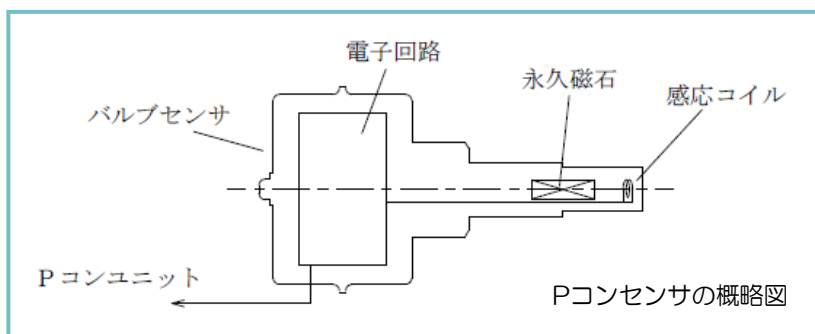 電子回路
永久磁石
感応コイル
バルブセンサ
Pコンユニット
Pコンセンサの概略図